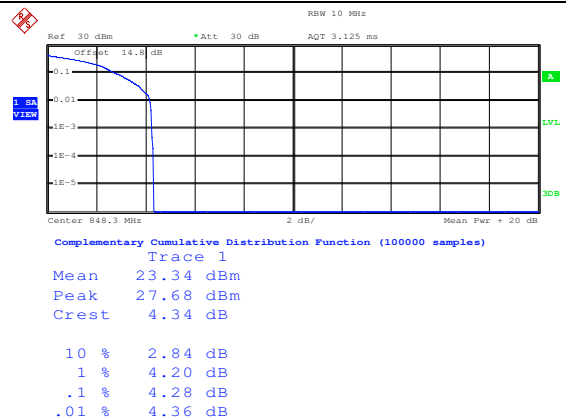 RBW 10 MHz
Ref 30 dBm *Att 30 dB AQT 3.125 ms
Offset 14.8 dB
0.1
A
0.01
1 SA
VIEW
1E-3
LVL
1E-4
1E-5
3DB
Center 848.3 MHz 2 dB/ Mean Pwr + 20 dB
Complementary Cumulative Distribution Function (100000 samples)
Trace 1
Mean 23.34 dBm
Peak 27.68 dBm
Crest 4.34 dB
10 % 2.84 dB
1 % 4.20 dB
.1 % 4.28 dB
.01 % 4.36 dB